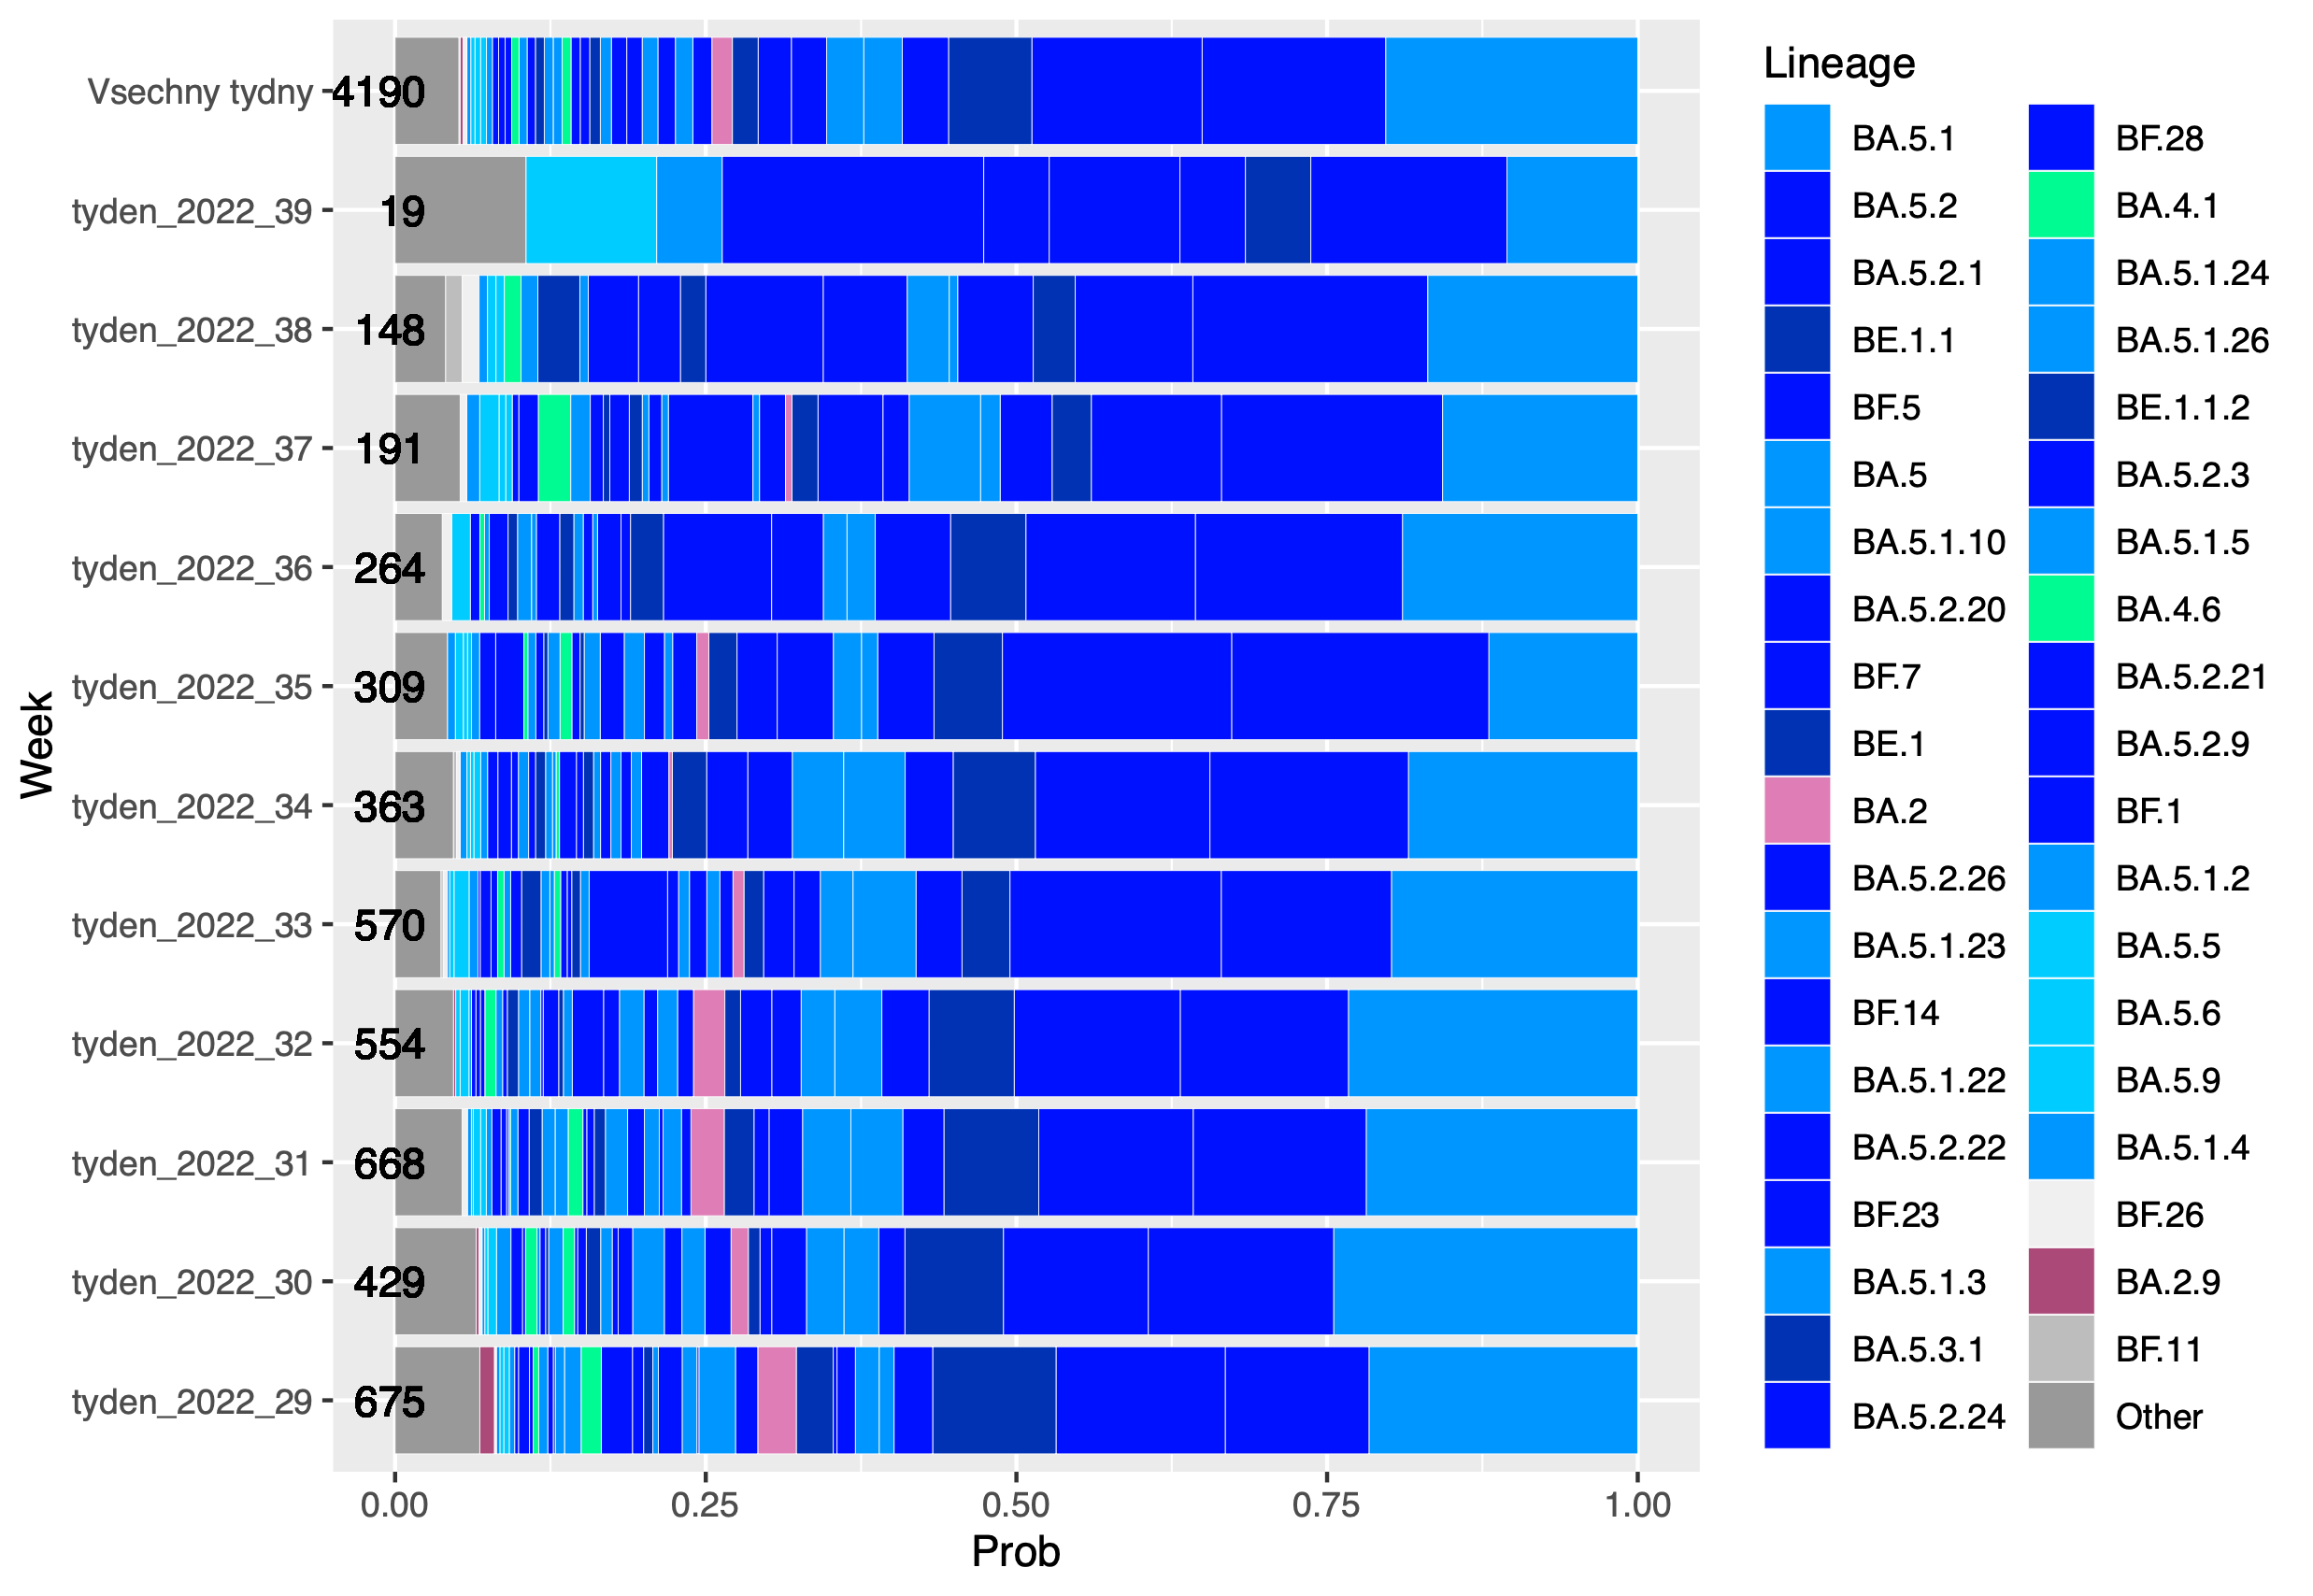 Week
Vsechny tydny 4190
tyden_2022_39 19
tyden_2022_38 148
tyden_2022_37 191
tyden_2022_36 264
tyden_2022_35 309
tyden_2022_34 363
tyden_2022_33 570
tyden_2022_32 554
tyden_2022_31 668
tyden_2022_30 429
tyden_2022_29 675
0.00 0.25 0.50 0.75 1.00
Prob
Lineage
BA.5.1
BA.5.2
BA.5.2.1
BE.1.1
BF.5
BA.5
BA.5.1.10
BA.5.2.20
BF.7
BE.1
BA.2
BA.5.2.26
BA.5.1.23
BF.14
BA.5.1.22
BA.5.2.22
BF.23
BA.5.1.3
BA.5.3.1
BA.5.2.24
BF.28
BA.4.1
BA.5.1.24
BA.5.1.26
BE.1.1.2
BA.5.2.3
BA.5.1.5
BA.4.6
BA.5.2.21
BA.5.2.9
BF.1
BA.5.1.2
BA.5.5
BA.5.6
BA.5.9
BA.5.1.4
BF.26
BA.2.9
BF.11
Other